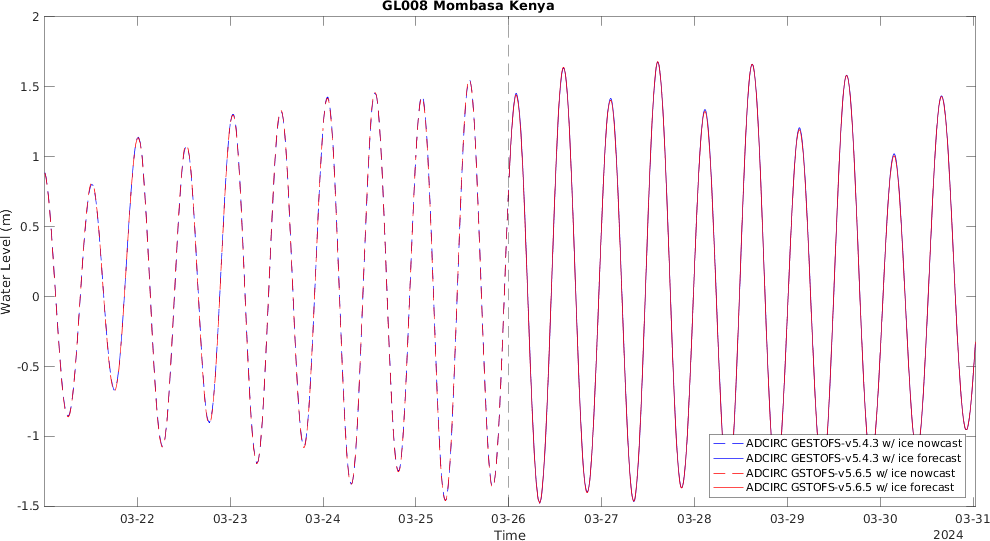 GL008 Mombasa Kenya
2
1.5
1
0.5
0
-0.5
-1
-1.5
Water Level (m)
ADCIRC GESTOFS-v5.4.3 w/ ice nowcast
ADCIRC GESTOFS-v5.4.3 w/ ice forecast
ADCIRC GSTOFS-v5.6.5 w/ ice nowcast
ADCIRC GSTOFS-v5.6.5 w/ ice forecast
03-22 03-23 03-24 03-25 03-26 03-27 03-28 03-29 03-30 03-31
Time
2024